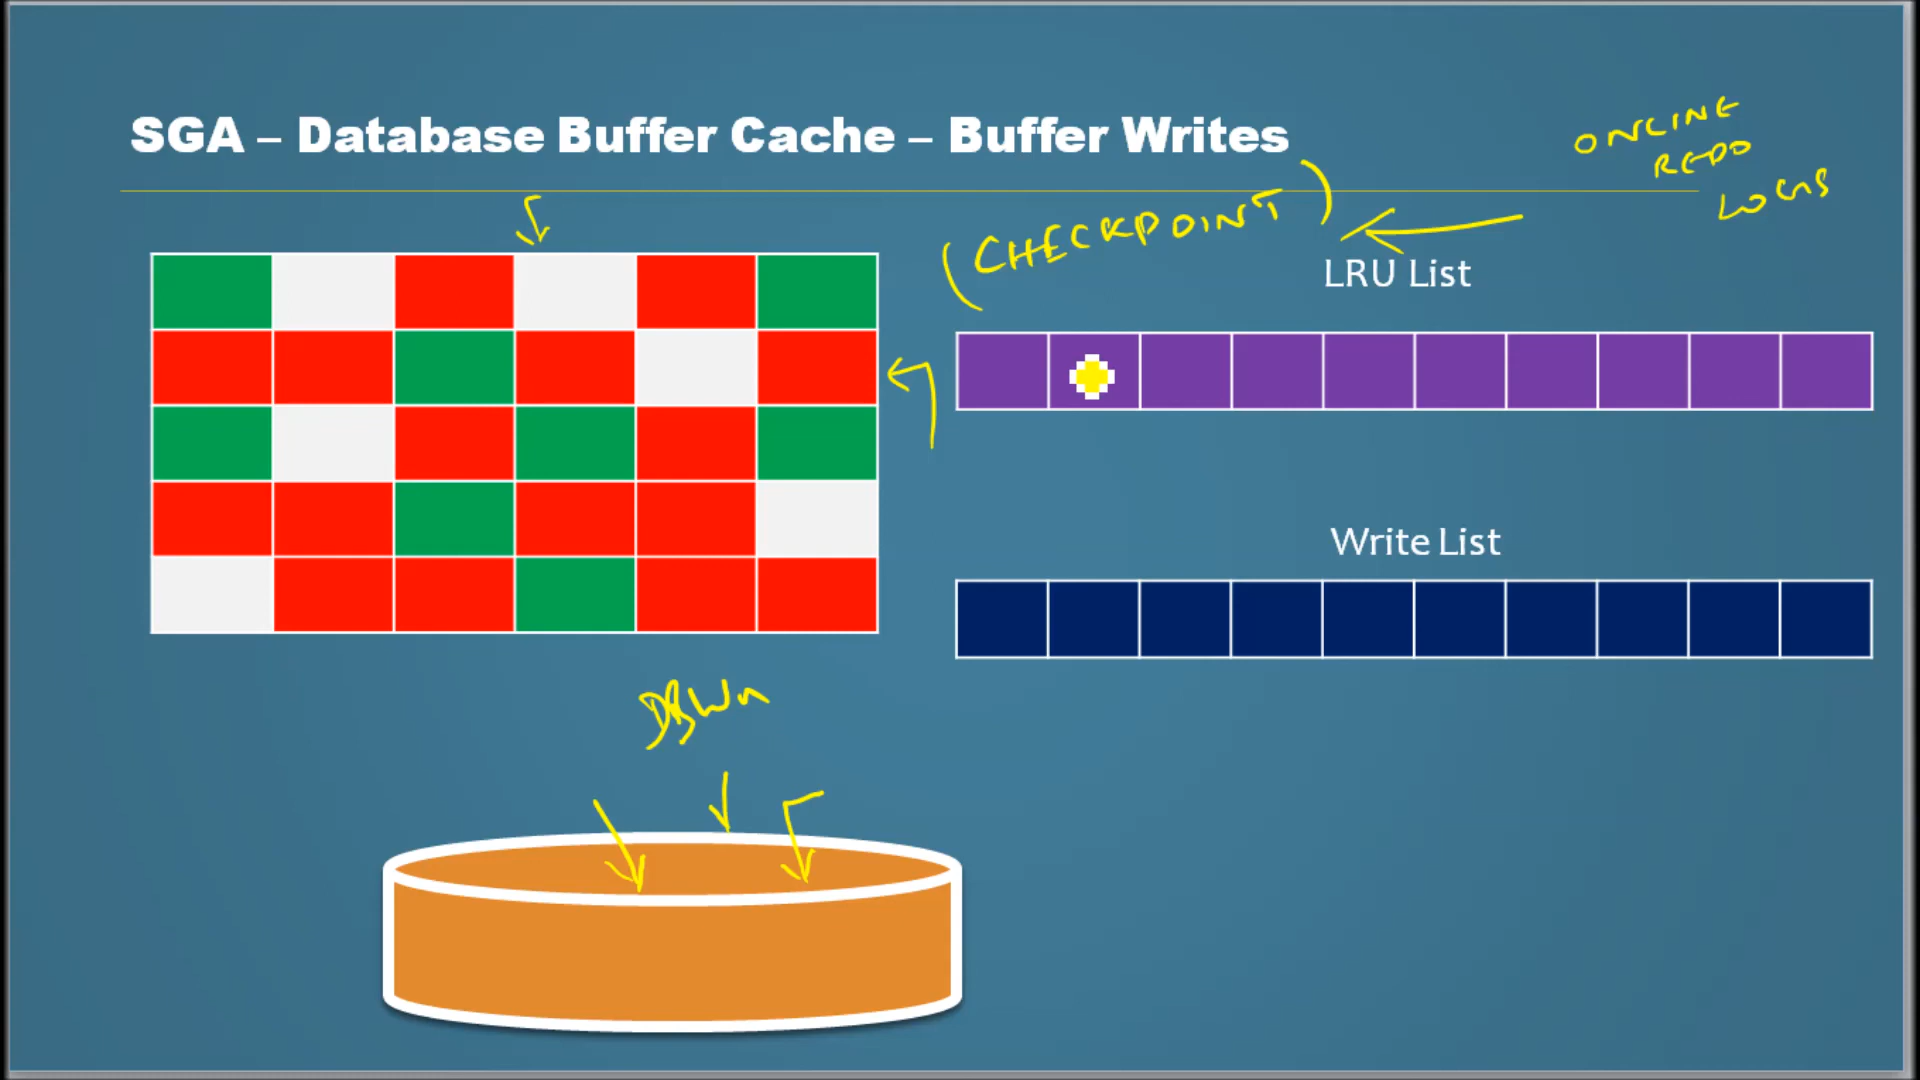 SGA – Database Buffer Cache – Buffer Writes
ONLINE
REDO
LOGS
(CHECKPOINT)
LRU List
Write List
DBWn